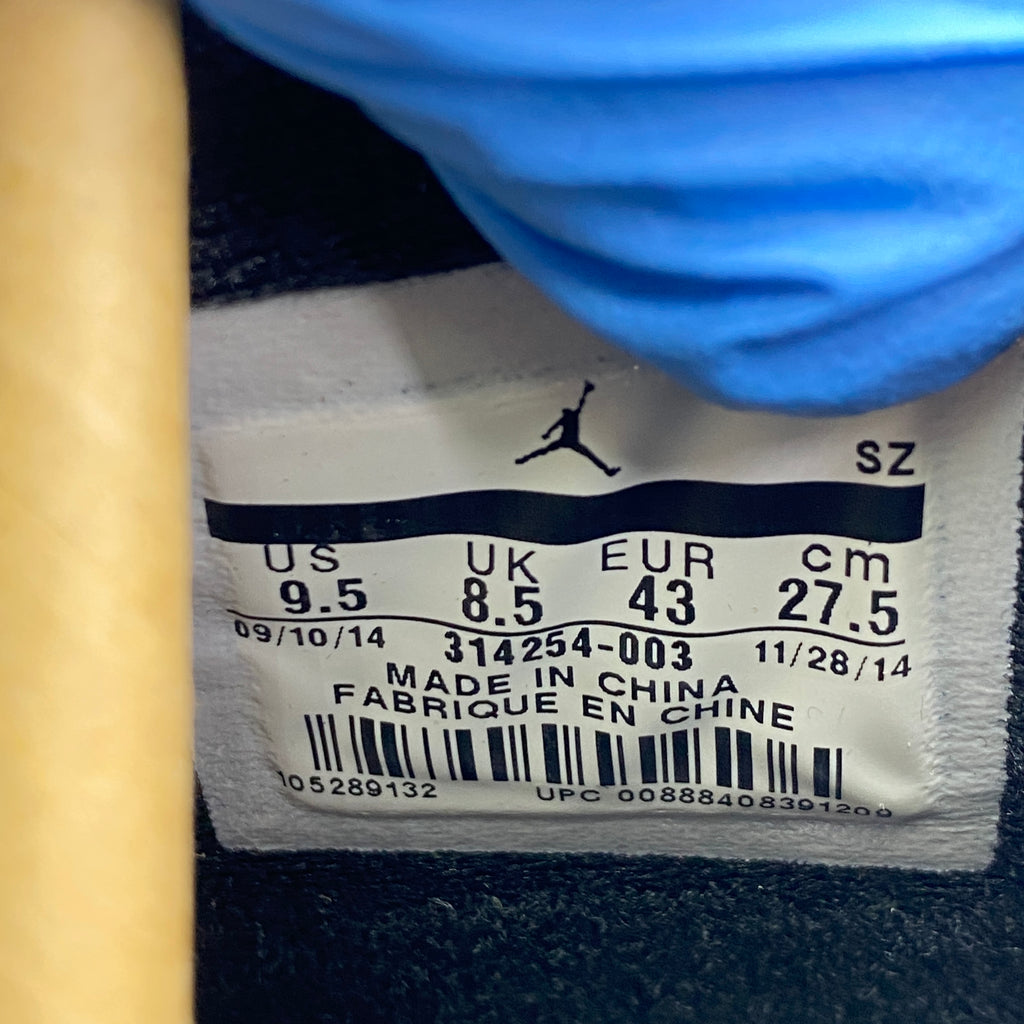 SZ
US UK EUR cm
9.5 8.5 43 27.5
09/10/14 314254-003 11/28/14
MADE IN CHINA
FABRIQUE EN CHINE
105289132 UPC 00888408391209